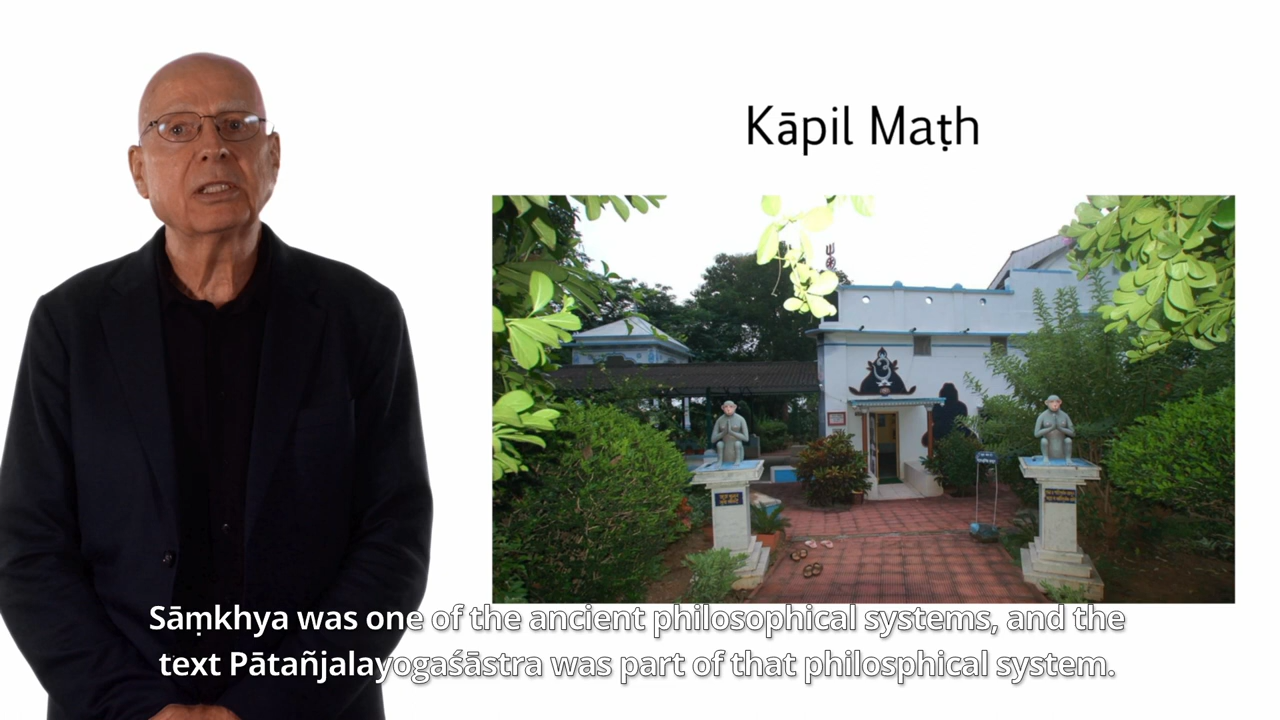 Kāpil Maṭh
Sāṃkhya was one of the ancient philosophical systems, and the
text Pātañjalayogaśāstra was part of that philosphical system.